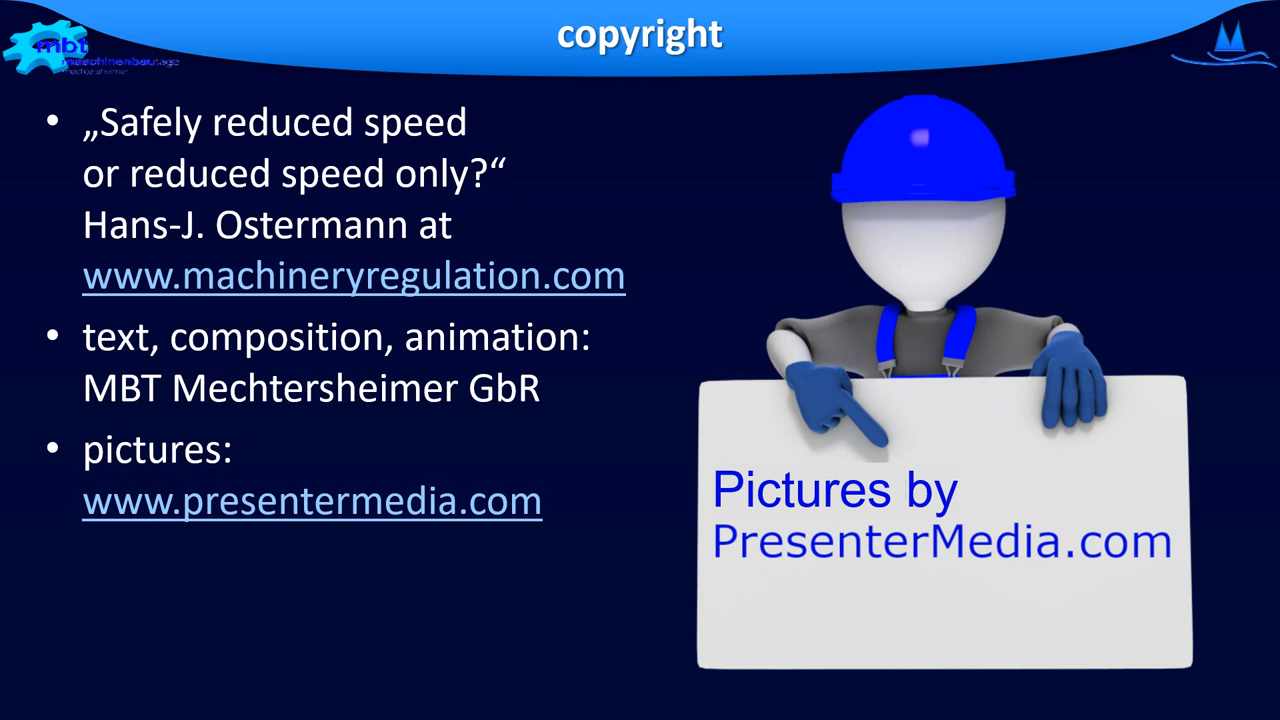 copyright
mbt
• „Safely reduced speed
or reduced speed only?“
Hans-J. Ostermann at
www.machineryregulation.com
• text, composition, animation:
MBT Mechtersheimer GbR
• pictures:
www.presentermedia.com
Pictures by
PresenterMedia.com